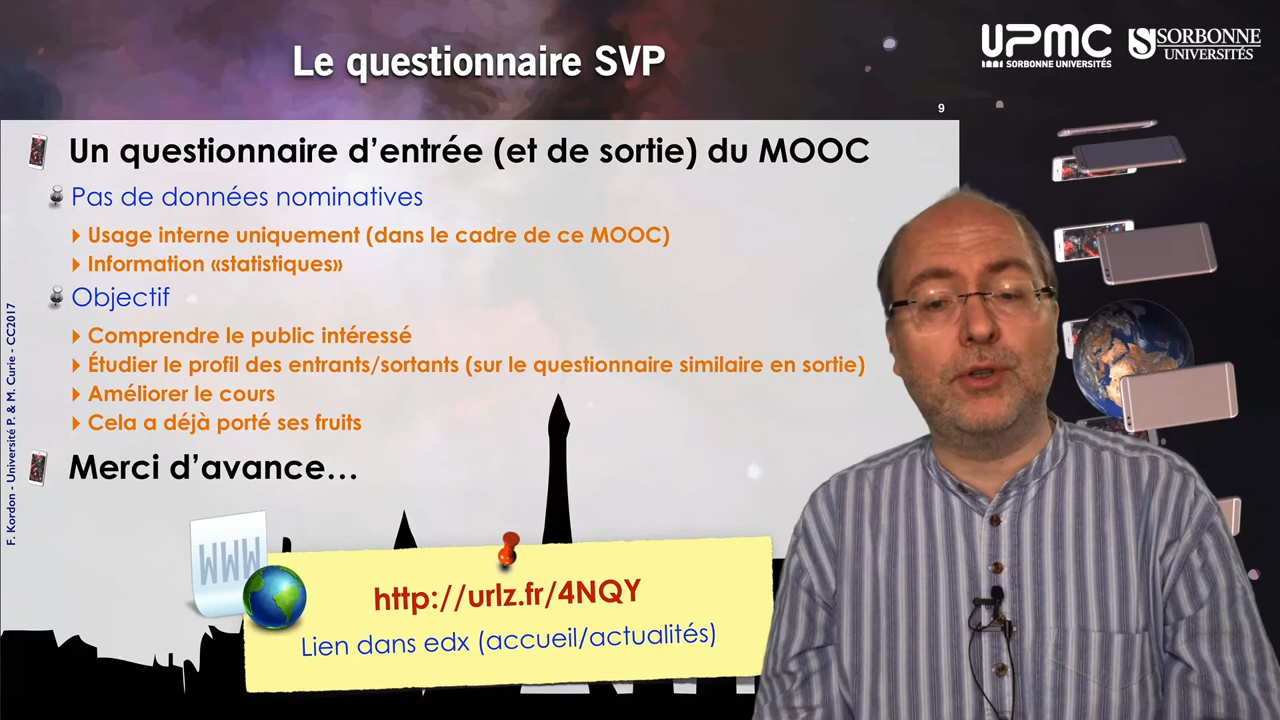 Le questionnaire SVP
UPMC
SORBONNE UNIVERSITÉS
SORBONNE
UNIVERSITÉS
9
Un questionnaire d’entrée (et de sortie) du MOOC
Pas de données nominatives
Usage interne uniquement (dans le cadre de ce MOOC)
Information «statistiques»
Objectif
Comprendre le public intéressé
Étudier le profil des entrants/sortants (sur le questionnaire similaire en sortie)
Améliorer le cours
Cela a déjà porté ses fruits
Merci d’avance…
WWW
http://urlz.fr/4NQY
Lien dans edx (accueil/actualités)
F. Kordon - Université P. & M. Curie - CC2017